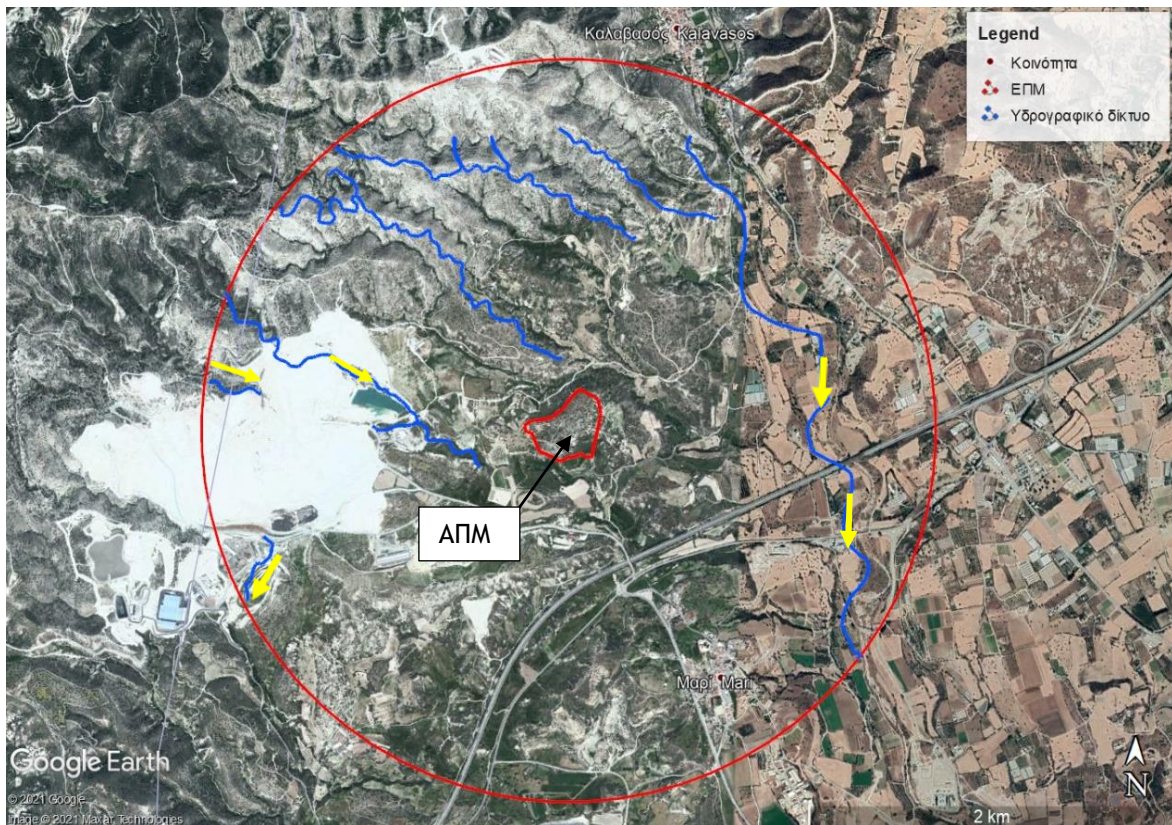 Καλαβασός Kalavasos
Legend
Κοινότητα
ΕΠΜ
Υδρογραφικό δίκτυο
ΑΠΜ
Μαρί Mari
Google Earth
© 2021 Google
Image © 2021 Maxar Technologies
2 km
N